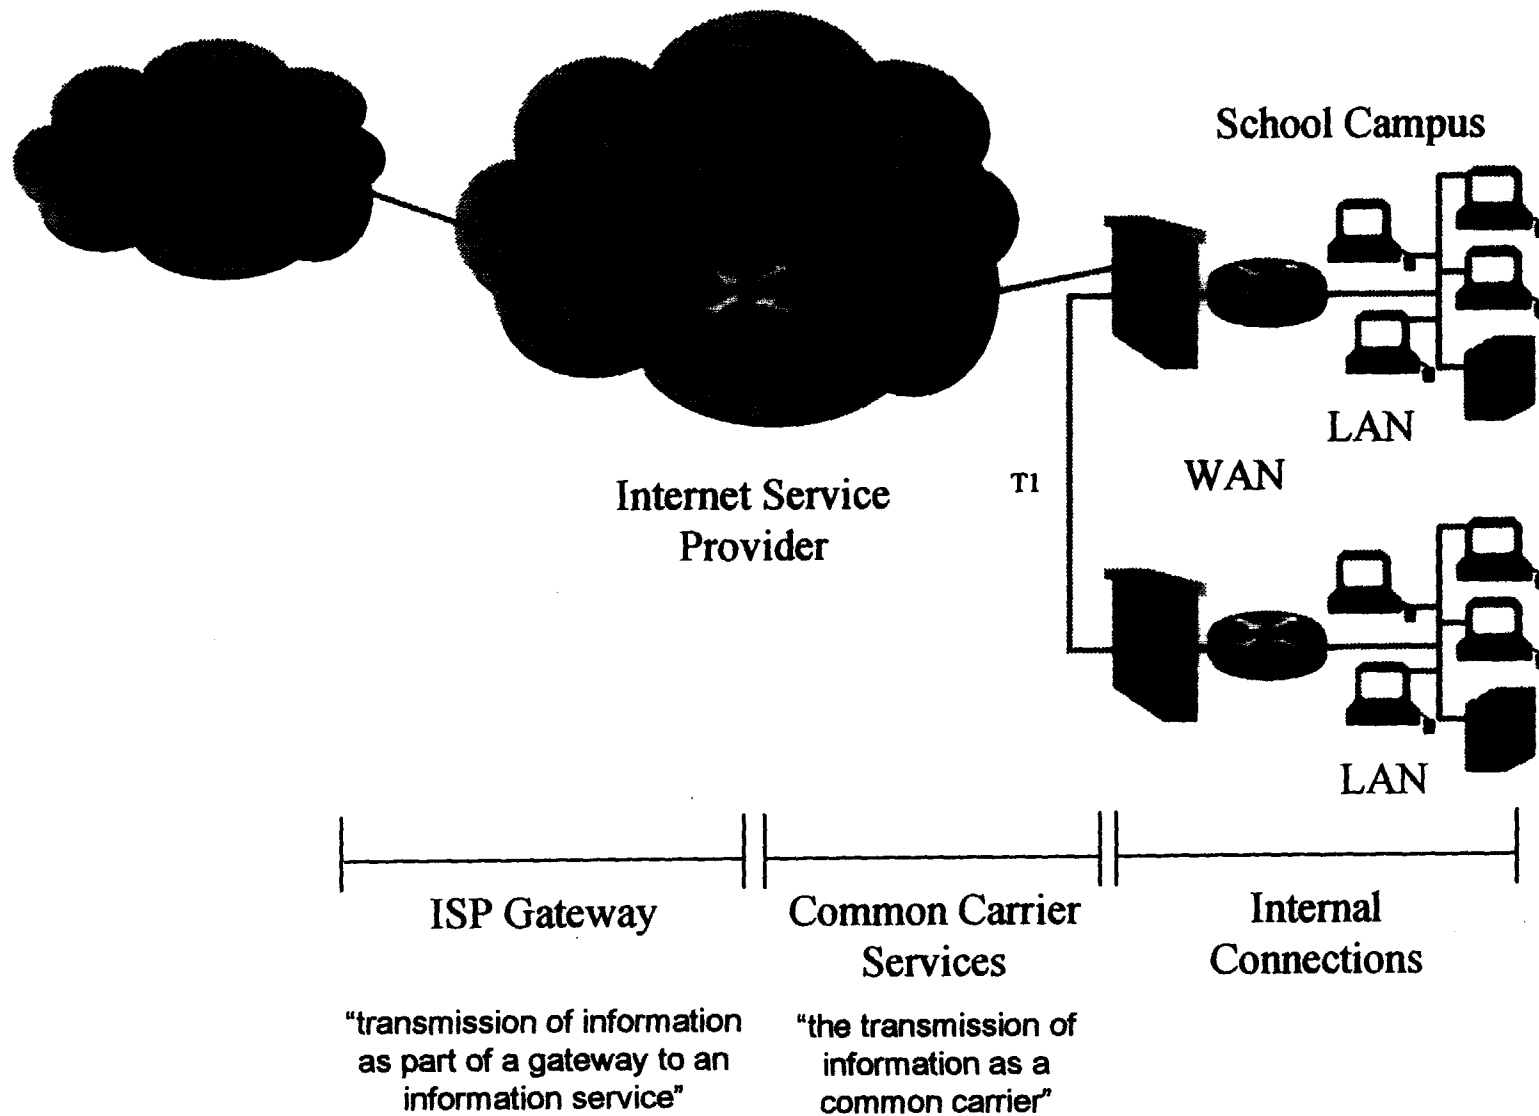 School Campus
LAN
Internet Service
Provider
T1
WAN
LAN
ISP Gateway
Common Carrier
Services
Internal
Connections
“transmission of information
as part of a gateway to an
information service”
“the transmission of
information as a
common carrier”